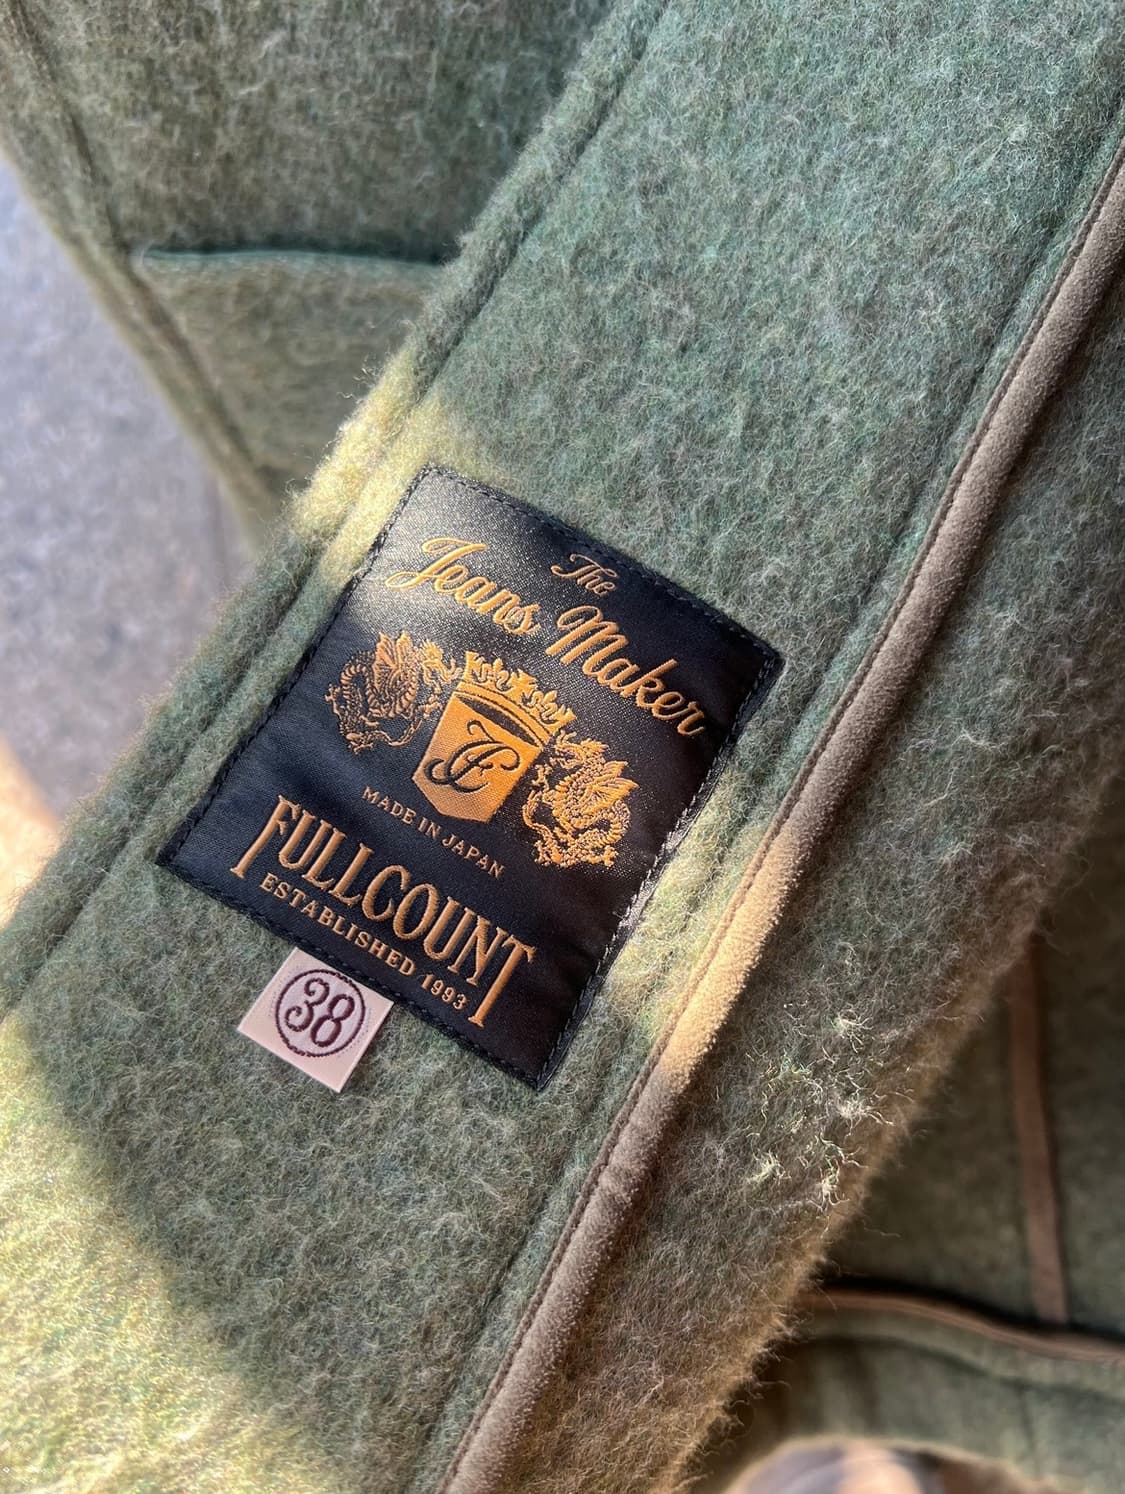 The
Jeans Maker
MADE IN JAPAN
FULLCOUNT
ESTABLISHED 1993
38